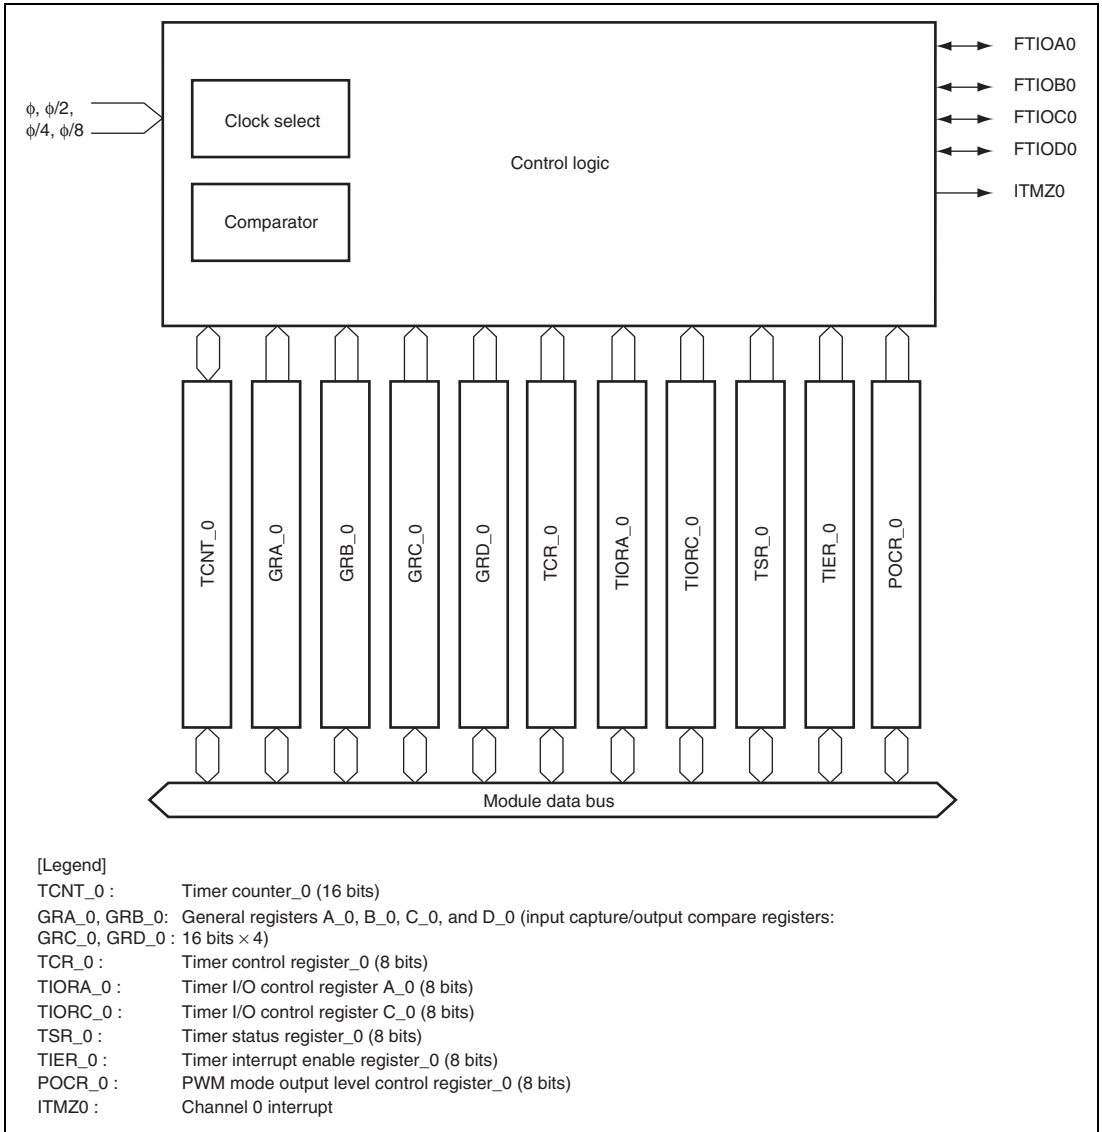 FTIOA0
φ, φ/2,
φ/4, φ/8
FTIOB0
Clock select
FTIOC0
FTIOD0
Control logic
ITMZ0
Comparator
TCNT_0
GRA_0
GRB_0
GRC_0
GRD_0
TCR_0
TIORA_0
TIORC_0
TSR_0
TIER_0
POCR_0
Module data bus
[Legend]
TCNT_0 : Timer counter_0 (16 bits)
GRA_0, GRB_0: General registers A_0, B_0, C_0, and D_0 (input capture/output compare registers:
GRC_0, GRD_0 : 16 bits × 4)
TCR_0 : Timer control register_0 (8 bits)
TIORA_0 : Timer I/O control register A_0 (8 bits)
TIORC_0 : Timer I/O control register C_0 (8 bits)
TSR_0 : Timer status register_0 (8 bits)
TIER_0 : Timer interrupt enable register_0 (8 bits)
POCR_0 : PWM mode output level control register_0 (8 bits)
ITMZ0 : Channel 0 interrupt